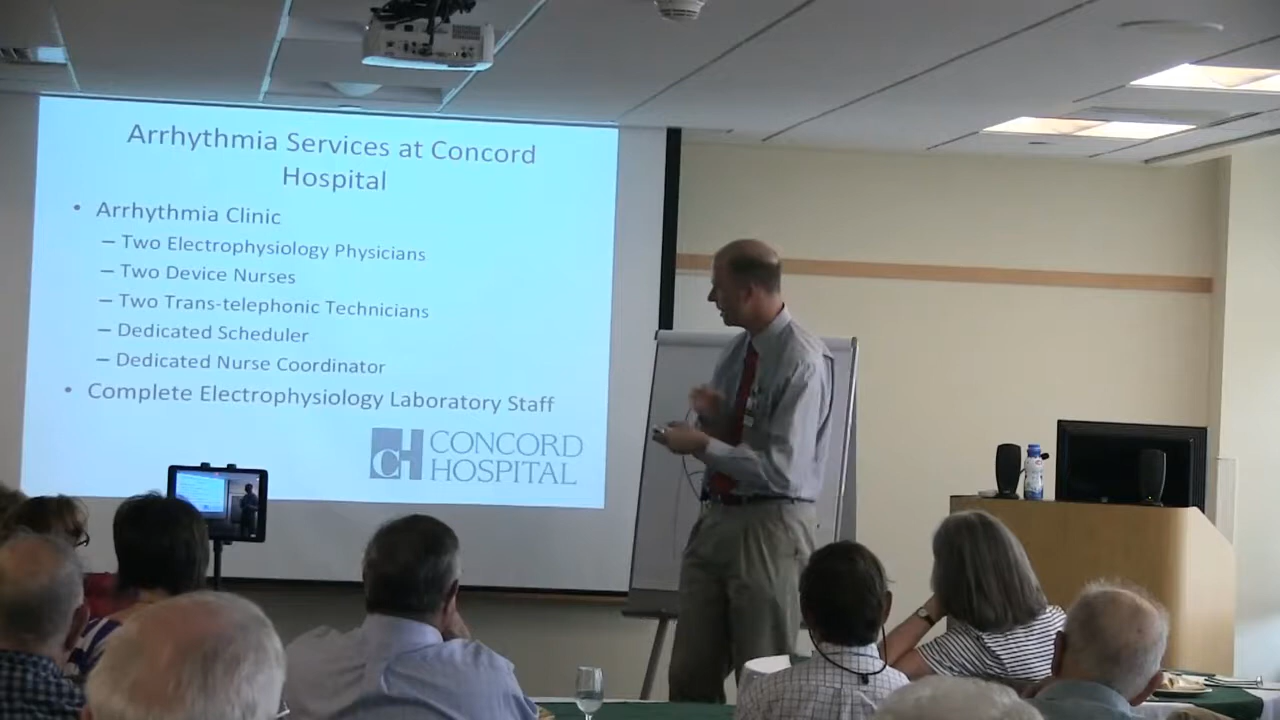 Arrhythmia Services at Concord
Hospital
• Arrhythmia Clinic
– Two Electrophysiology Physicians
– Two Device Nurses
– Two Trans-telephonic Technicians
– Dedicated Scheduler
– Dedicated Nurse Coordinator
• Complete Electrophysiology Laboratory Staff
CH CONCORD
HOSPITAL